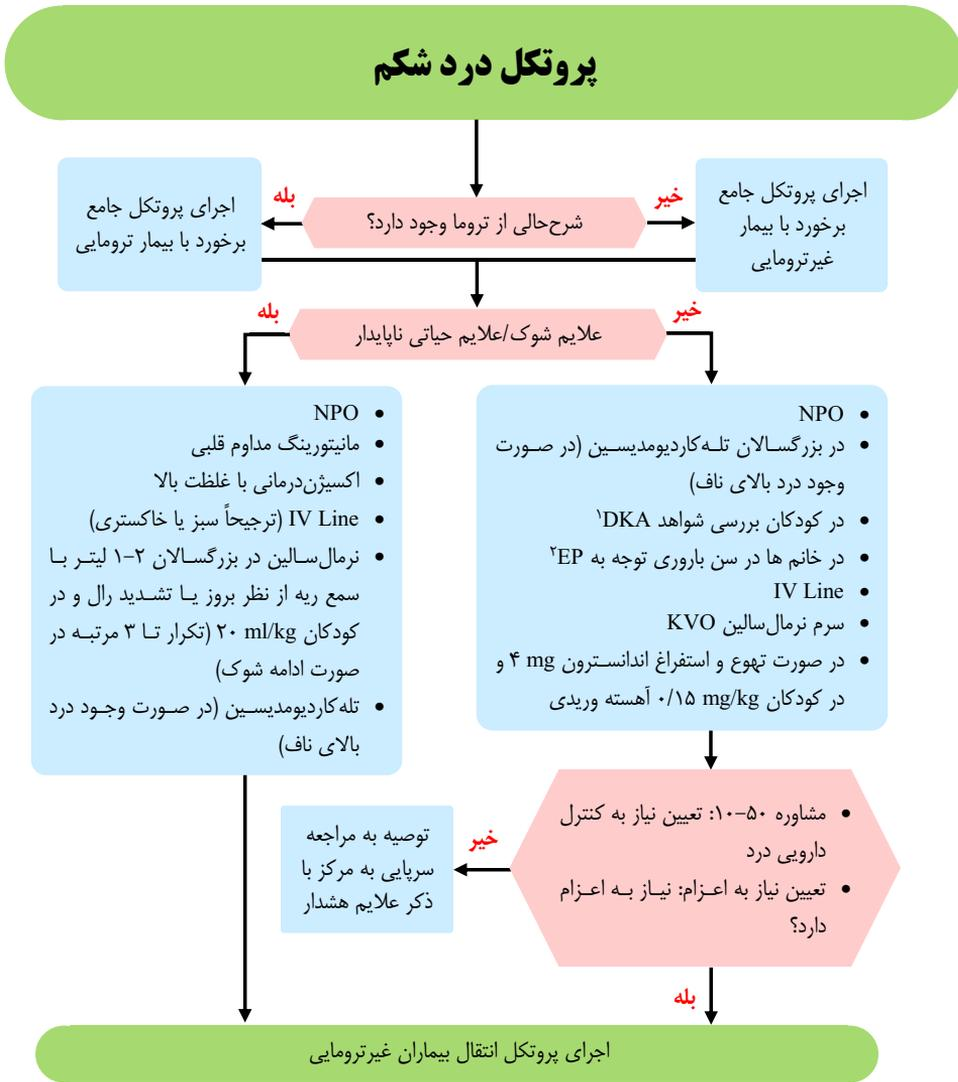 پروتکل درد شکم
اجرای پروتکل جامع
برخورد با بیمار
غیرترومایی
خیر
شرح‌حالی از تروما وجود دارد؟
بله
اجرای پروتکل جامع
برخورد با بیمار ترومایی
خیر
علایم شوک/علایم حیاتی ناپایدار
بله
• NPO
• در بزرگسالان تله‌کاردیومدیسین (در صورت
وجود درد بالای ناف)
• در کودکان بررسی شواهد DKA۱
• در خانم ها در سن باروری توجه به EP۲
• IV Line
• سرم نرمال‌سالین KVO
• در صورت تهوع و استفراغ اندانسترون ۴ mg و
در کودکان ۰/۱۵ mg/kg آهسته وریدی
• NPO
• مانیتورینگ مداوم قلبی
• اکسیژن‌درمانی با غلظت بالا
• IV Line (ترجیحاً سبز یا خاکستری)
• نرمال‌سالین در بزرگسالان ۲–۱ لیتر با
سمع ریه از نظر بروز یا تشدید رال و در
کودکان ۲۰ ml/kg (تکرار تا ۳ مرتبه در
صورت ادامه شوک)
• تله‌کاردیومدیسین (در صورت وجود درد
بالای ناف)
• مشاوره ۵۰–۱۰: تعیین نیاز به کنترل
دارویی درد
• تعیین نیاز به اعزام: نیاز به اعزام
دارد؟
خیر
توصیه به مراجعه
سرپایی به مرکز با
ذکر علایم هشدار
بله
اجرای پروتکل انتقال بیماران غیرترومایی